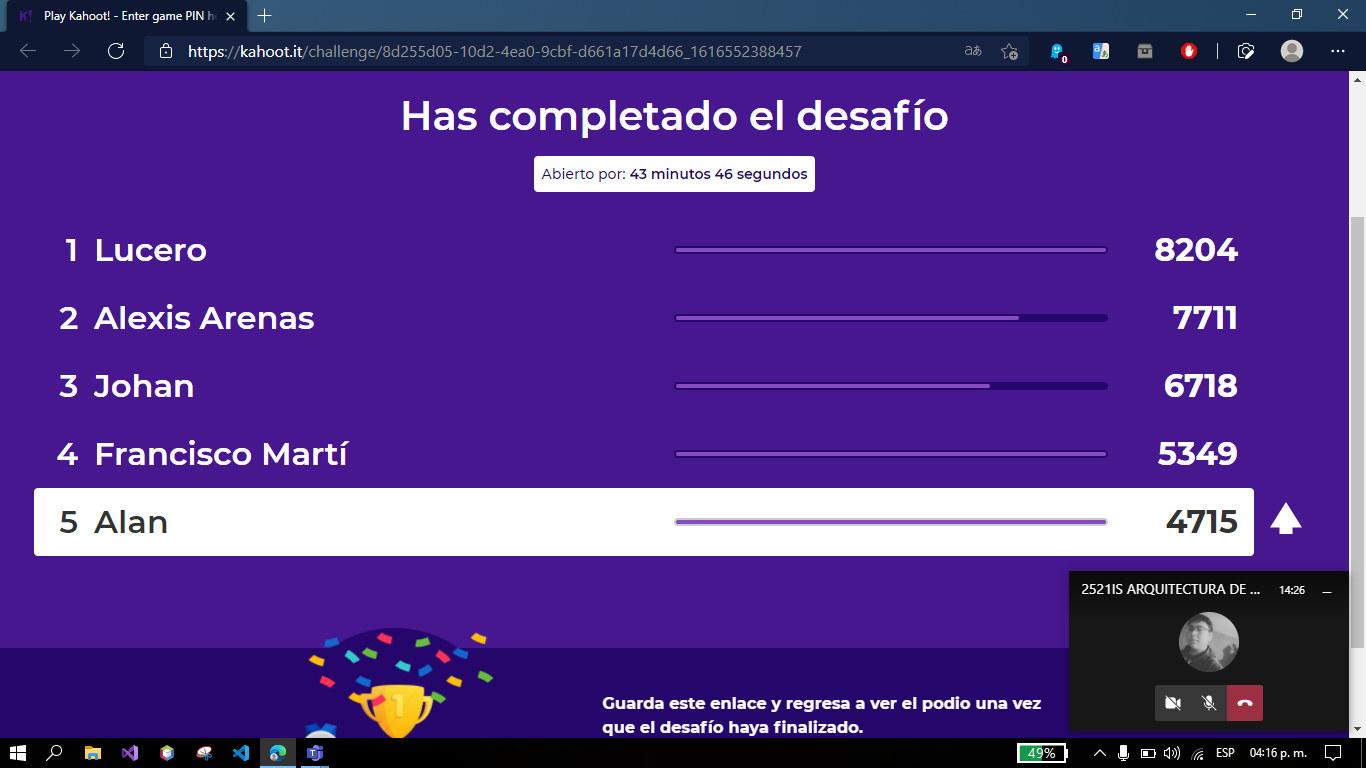 K! Play Kahoot! - Enter game PIN h
https://kahoot.it/challenge/8d255d05-10d2-4ea0-9cbf-d661a17d4d66_1616552388457
aあ
0
Has completado el desafío
Abierto por: 43 minutos 46 segundos
1 Lucero 8204
2 Alexis Arenas 7711
3 Johan 6718
4 Francisco Martí 5349
5 Alan 4715
2521IS ARQUITECTURA DE ... 14:26
1
Guarda este enlace y regresa a ver el podio una vez
que el desafío haya finalizado.
49% ESP 04:16 p. m.